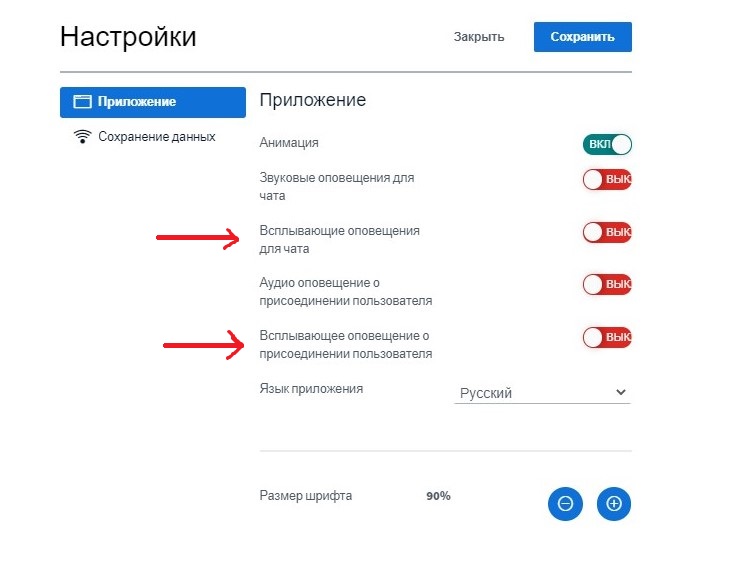 Настройки
Закрыть
Сохранить
Приложение
Сохранение данных
Приложение
Анимация
ВКЛ
Звуковые оповещения для
чата
ВЫК
Всплывающие оповещения
для чата
ВЫК
Аудио оповещение о
присоединении пользователя
ВЫК
Всплывающее оповещение о
присоединении пользователя
ВЫК
Язык приложения
Русский
Размер шрифта
90%